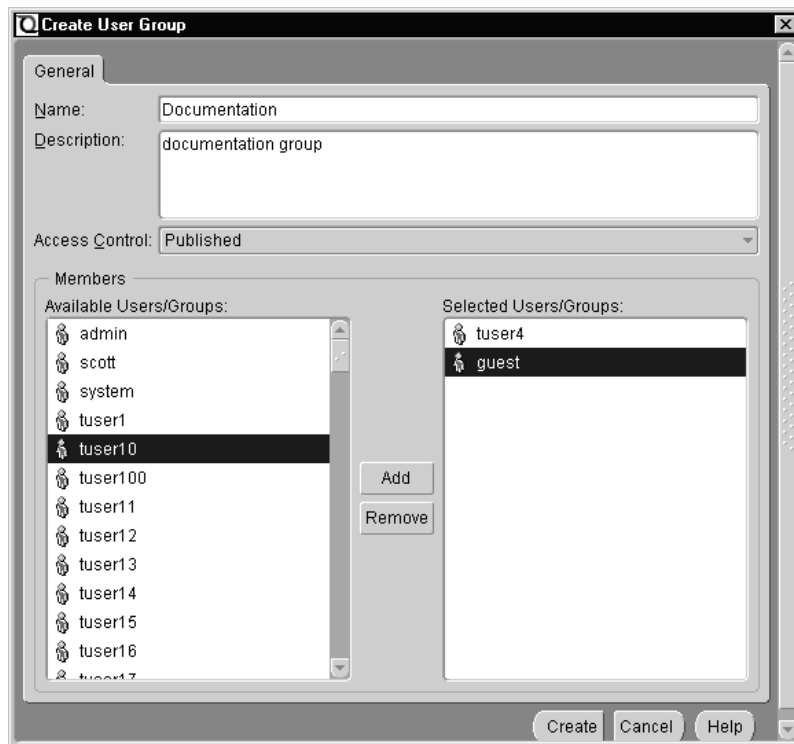 Create User Group
General
Name:
Documentation
Description:
documentation group
Access Control:
Published
Members
Available Users/Groups:
admin
scott
system
tuser1
tuser10
tuser100
tuser11
tuser12
tuser13
tuser14
tuser15
tuser16
tuser17
Add
Remove
Selected Users/Groups:
tuser4
guest
Create
Cancel
Help